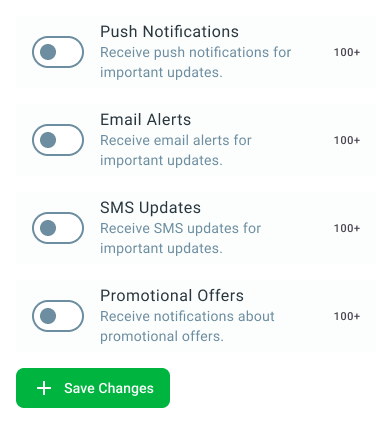 Push Notifications
Receive push notifications for
important updates.
100+
Email Alerts
Receive email alerts for
important updates.
100+
SMS Updates
Receive SMS updates for
important updates.
100+
Promotional Offers
Receive notifications about
promotional offers.
100+
Save Changes